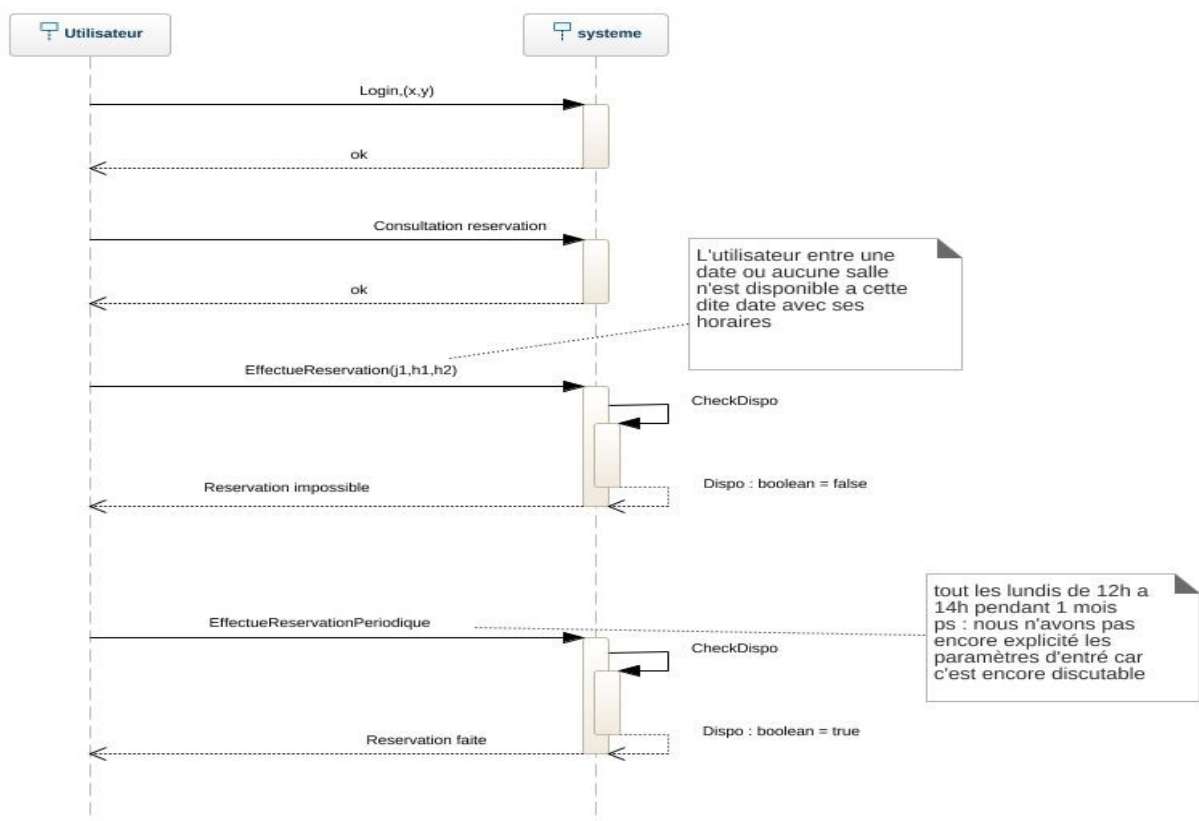 Utilisateur
systeme
Login,(x,y)
ok
Consultation reservation
ok
L'utilisateur entre une
date ou aucune salle
n'est disponible a cette
dite date avec ses
horaires
EffectueReservation(j1,h1,h2)
CheckDispo
Dispo : boolean = false
Reservation impossible
tout les lundis de 12h a
14h pendant 1 mois
ps : nous n'avons pas
encore explicité les
paramètres d'entré car
c'est encore discutable
EffectueReservationPeriodique
CheckDispo
Dispo : boolean = true
Reservation faite